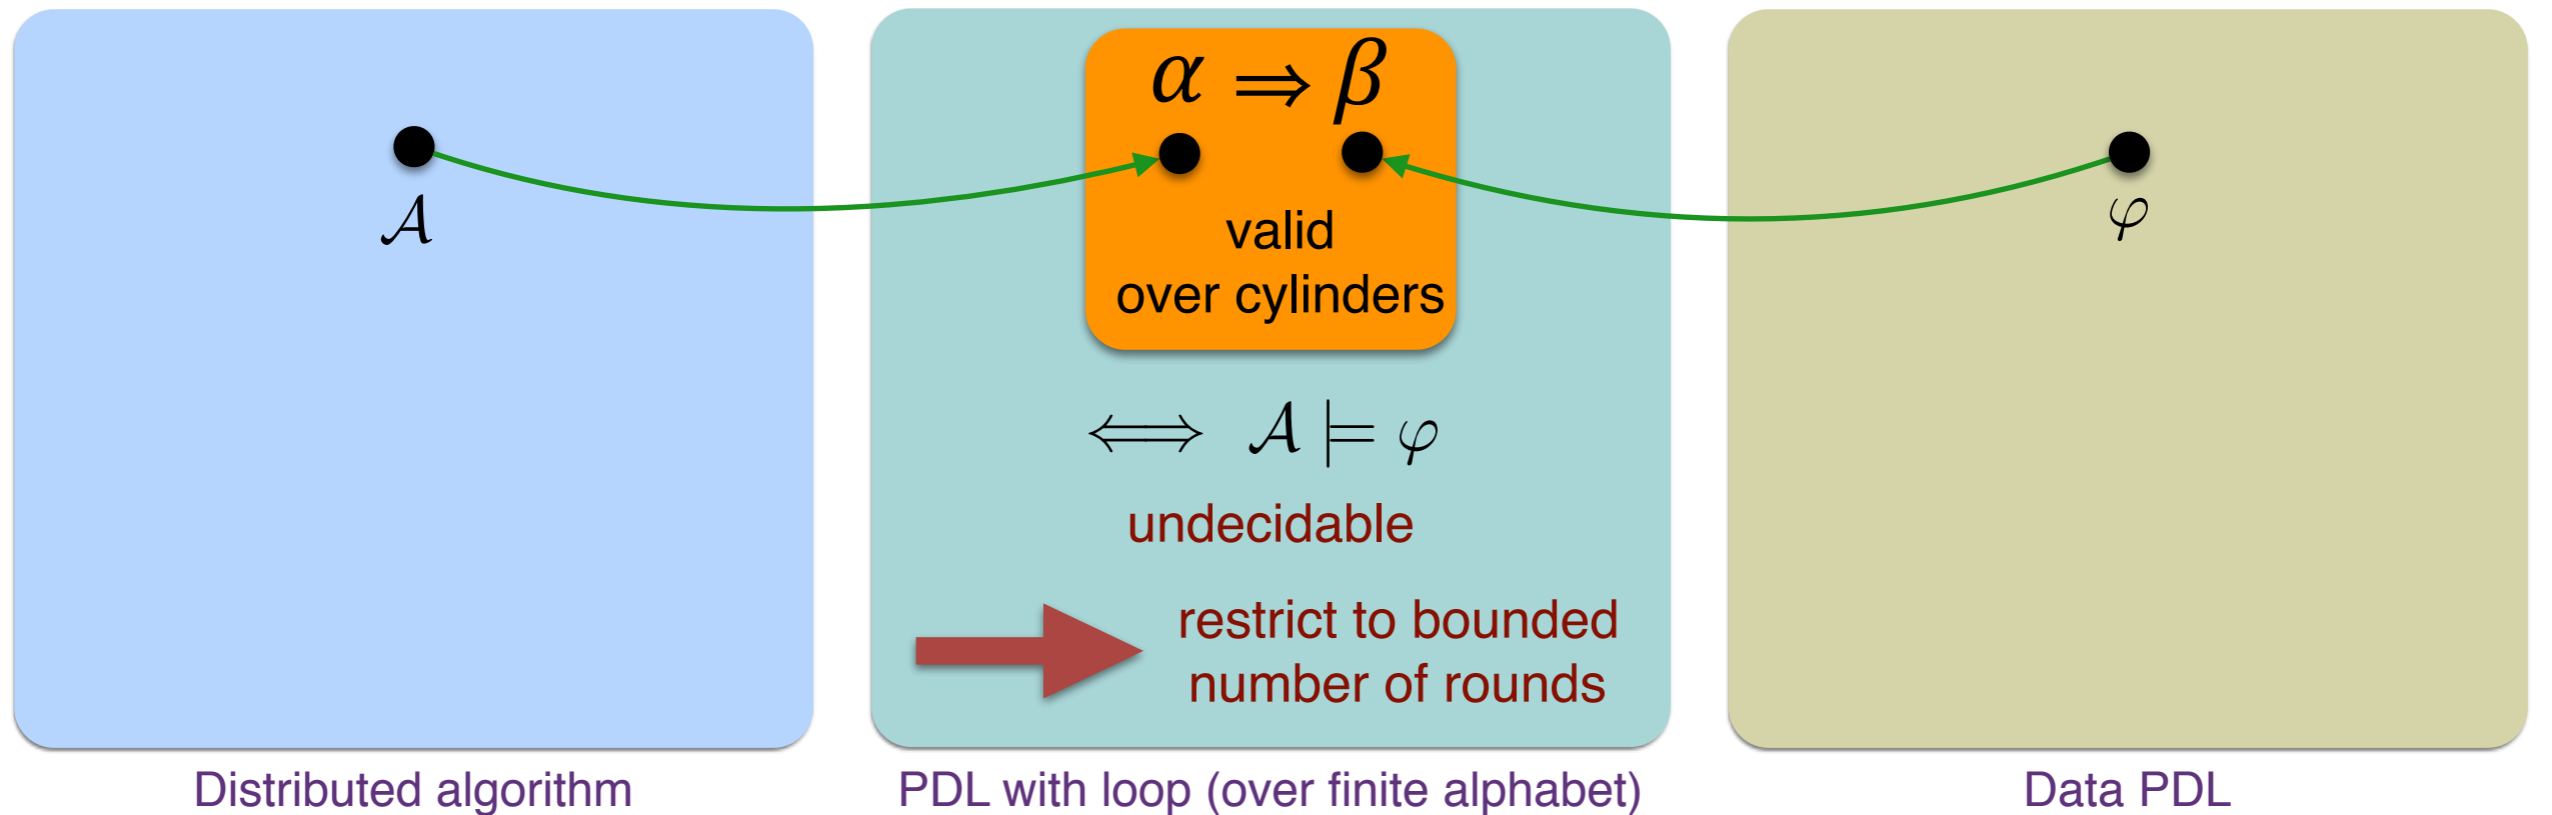 α ⇒ β
𝒜
valid
over cylinders
φ
⟺ 𝒜 ⊨ φ
undecidable
restrict to bounded
number of rounds
Distributed algorithm
PDL with loop (over finite alphabet)
Data PDL